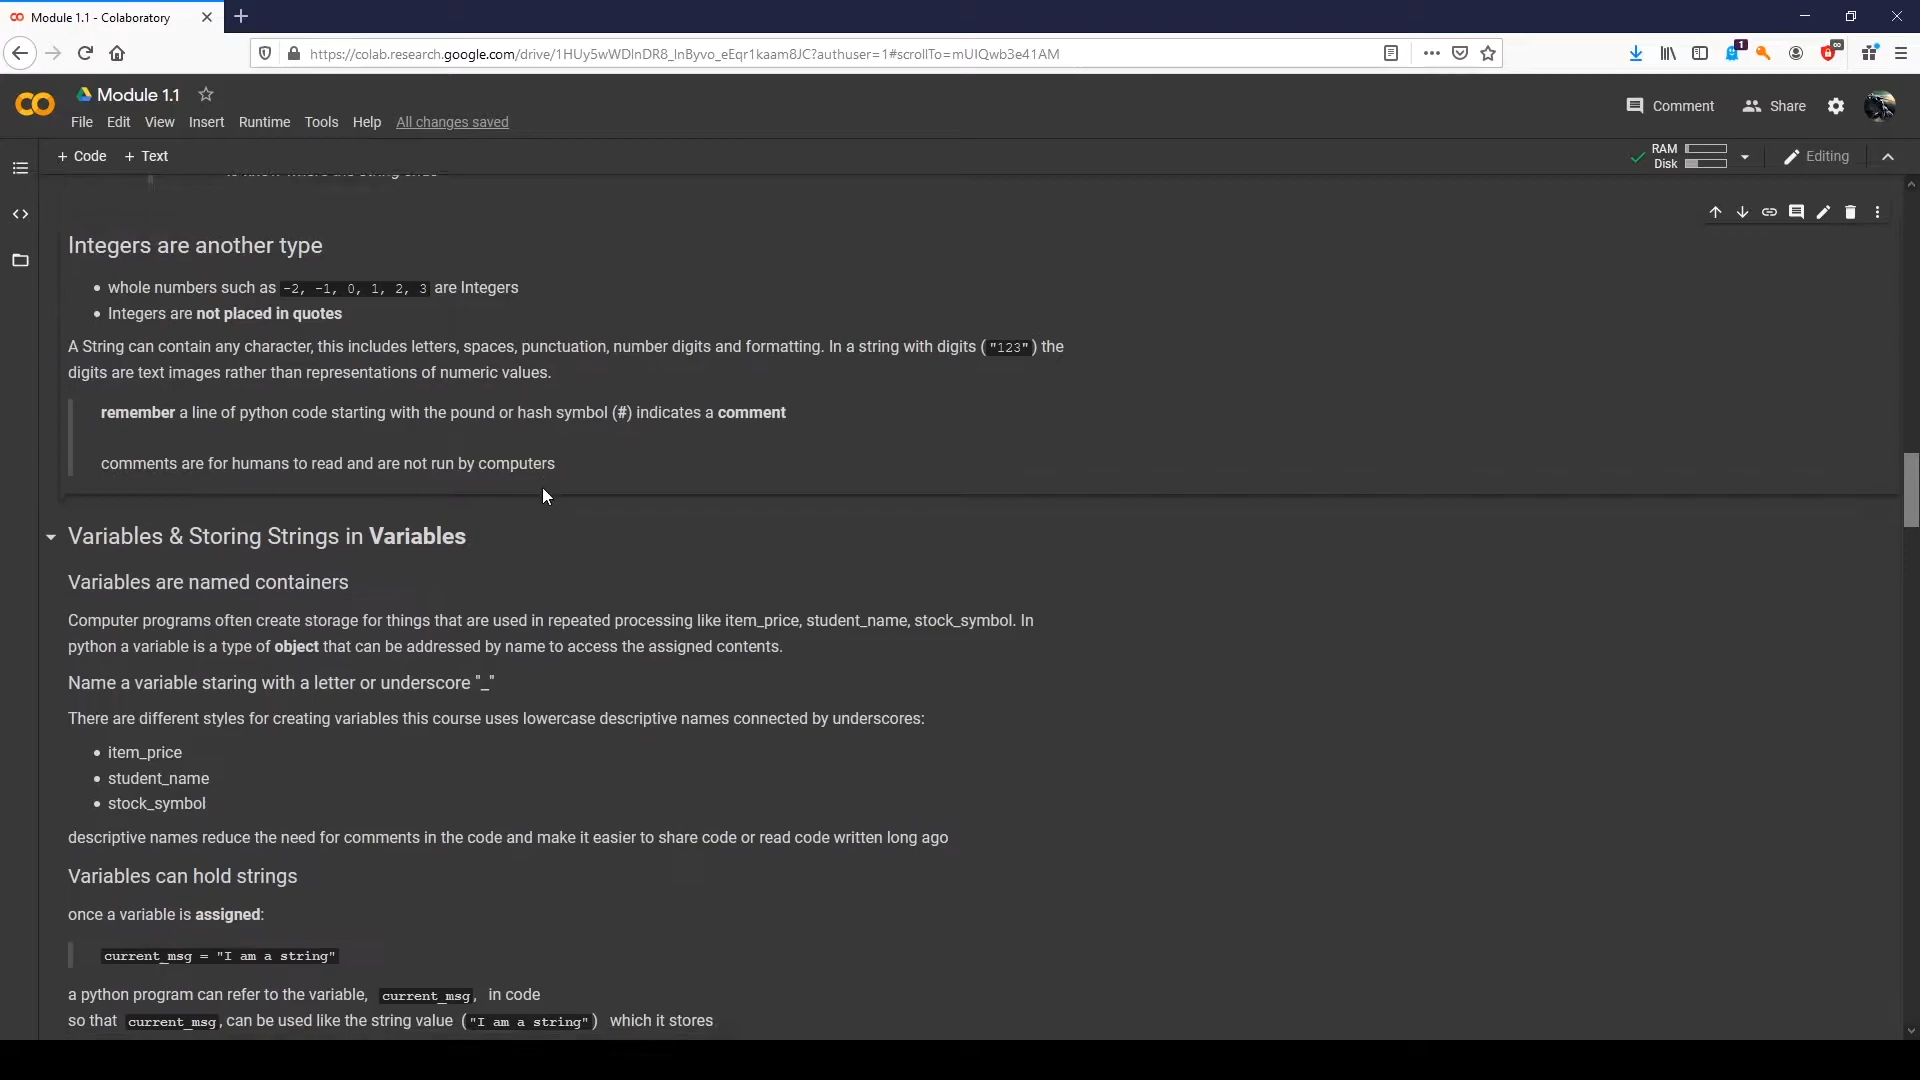 Module 1.1 - Colaboratory
https://colab.research.google.com/drive/1HUy5wWDlnDR8_lnByvo_eEqr1kaam8JC?authuser=1#scrollTo=mUIQwb3e41AM
1
∞
Module 1.1
Comment
Share
File Edit View Insert Runtime Tools Help All changes saved
+ Code + Text
RAM
Disk
Editing
Integers are another type
• whole numbers such as -2, -1, 0, 1, 2, 3 are Integers
• Integers are not placed in quotes
A String can contain any character, this includes letters, spaces, punctuation, number digits and formatting. In a string with digits ("123") the
digits are text images rather than representations of numeric values.
remember a line of python code starting with the pound or hash symbol (#) indicates a comment
comments are for humans to read and are not run by computers
Variables & Storing Strings in Variables
Variables are named containers
Computer programs often create storage for things that are used in repeated processing like item_price, student_name, stock_symbol. In
python a variable is a type of object that can be addressed by name to access the assigned contents.
Name a variable staring with a letter or underscore "_"
There are different styles for creating variables this course uses lowercase descriptive names connected by underscores:
• item_price
• student_name
• stock_symbol
descriptive names reduce the need for comments in the code and make it easier to share code or read code written long ago
Variables can hold strings
once a variable is assigned:
current_msg = "I am a string"
a python program can refer to the variable, current_msg, in code
so that current_msg, can be used like the string value ("I am a string") which it stores